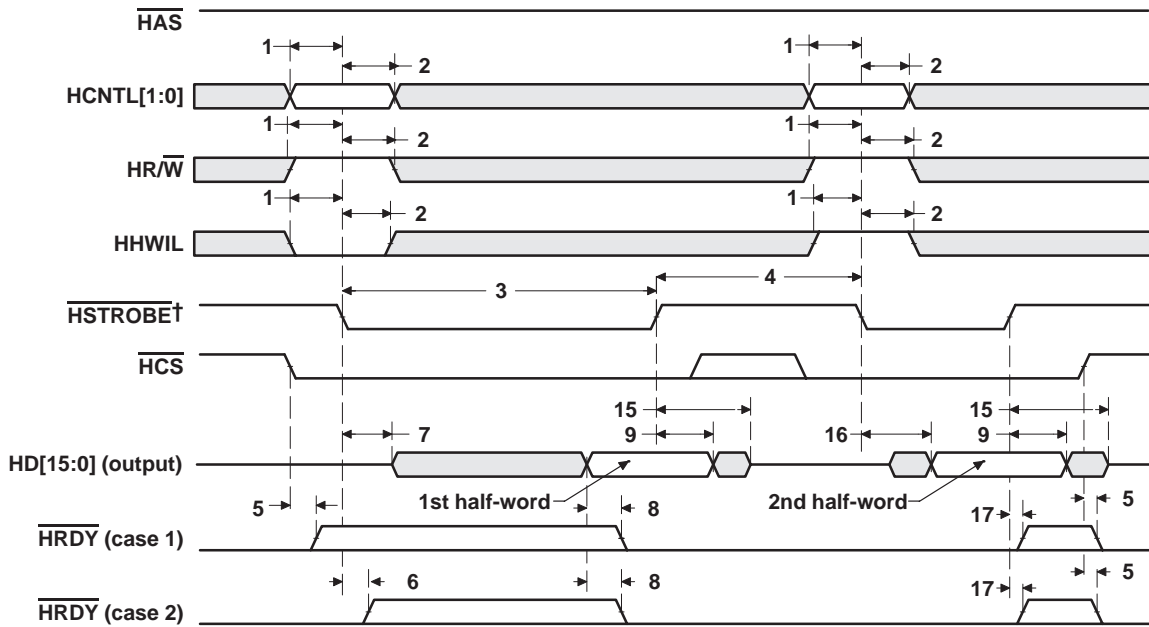 HAS
1
2
1
2
HCNTL[1:0]
1
2
1
2
HR/W
1
2
1
2
HHWIL
3
4
HSTROBE†
HCS
15
15
7
9
16
9
HD[15:0] (output)
1st half-word
2nd half-word
5
8
17
5
HRDY (case 1)
6
8
17
5
HRDY (case 2)